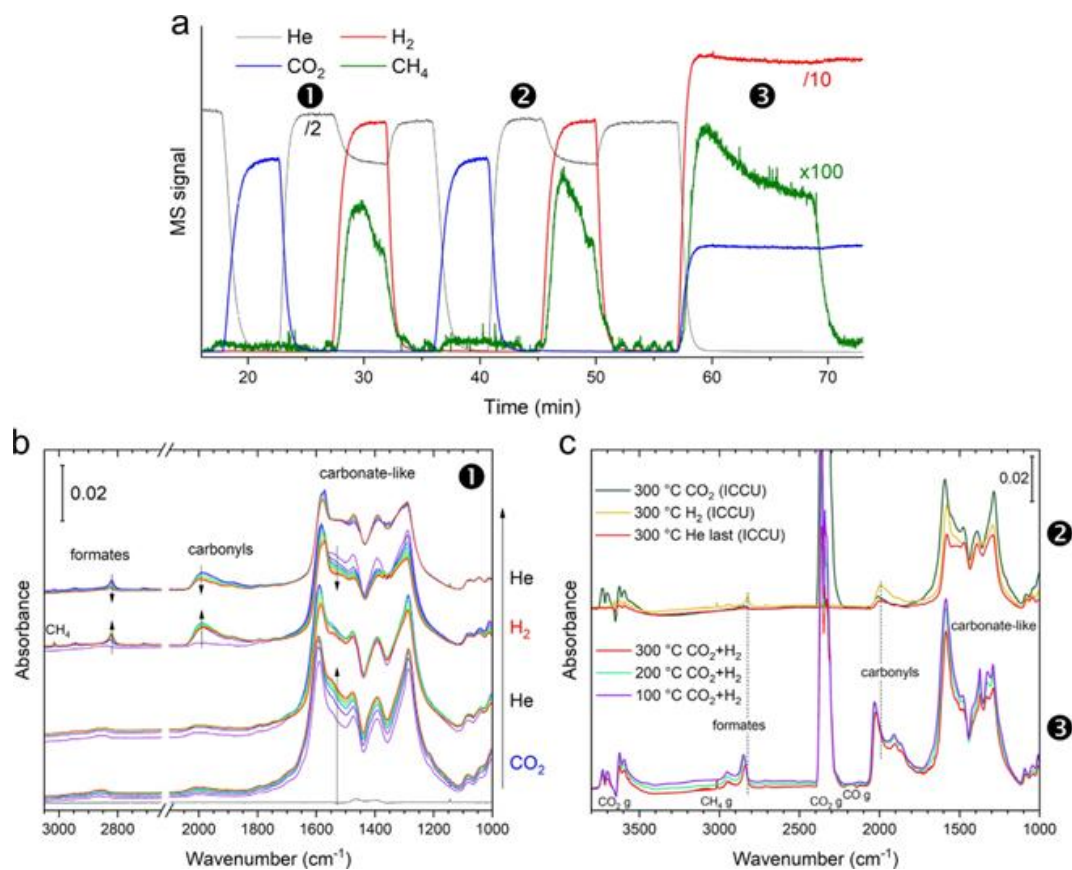 a
He H₂
CO₂ CH₄
❶ ❷ ❸
/2
/10
x100
MS signal
20 30 40 50 60 70
Time (min)
b
❶
0.02
carbonate-like
formates
carbonyls
CH₄
He
H₂
He
CO₂
Absorbance
3000 2800 2000 1800 1600 1400 1200 1000
Wavenumber (cm⁻¹)
c
0.02
300 °C CO₂ (ICCU)
300 °C H₂ (ICCU)
300 °C He last (ICCU)
❷
carbonate-like
300 °C CO₂+H₂
200 °C CO₂+H₂
100 °C CO₂+H₂
carbonyls
formates
❸
CO₂ g
CH₄ g
CO₂ g
CO g
Absorbance
3500 3000 2500 2000 1500 1000
Wavenumber (cm⁻¹)